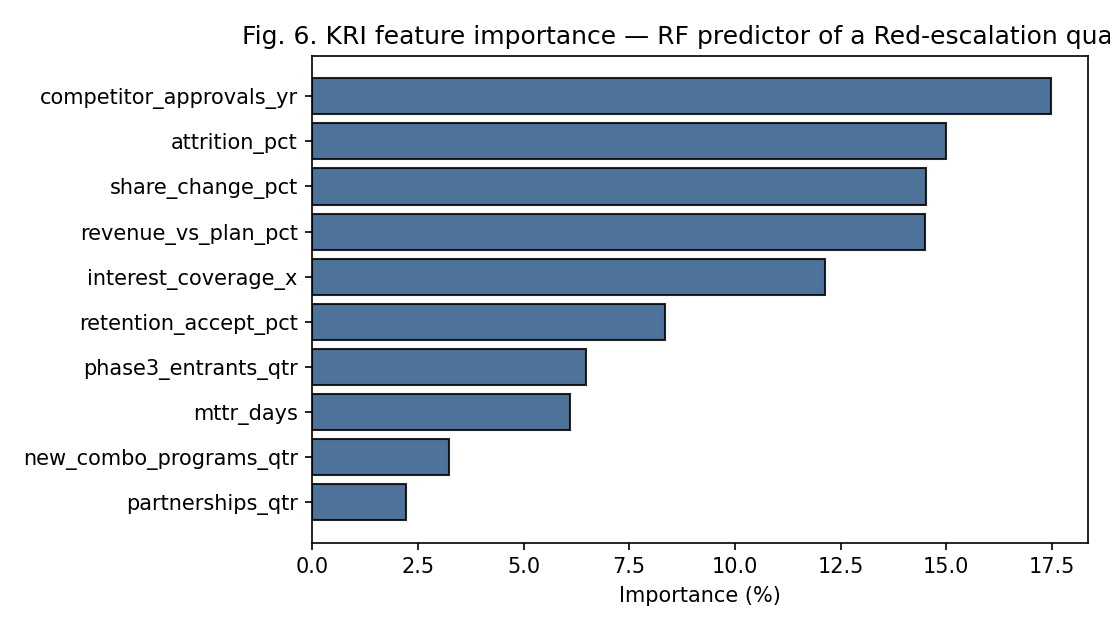 Fig. 6. KRI feature importance — RF predictor of a Red-escalation
competitor_approvals_yr
attrition_pct
share_change_pct
revenue_vs_plan_pct
interest_coverage_x
retention_accept_pct
phase3_entrants_qtr
mttr_days
new_combo_programs_qtr
partnerships_qtr
0.0 2.5 5.0 7.5 10.0 12.5 15.0 17.5
Importance (%)